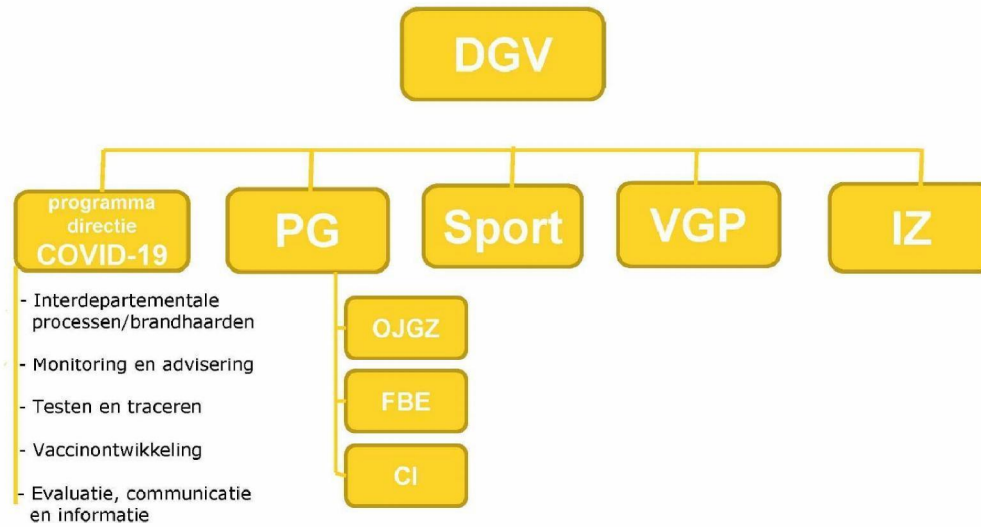 DGV
programma
directie
COVID-19
PG
Sport
VGP
IZ
- Interdepartementale
processen/brandhaarden
- Monitoring en advisering
- Testen en traceren
- Vaccinontwikkeling
- Evaluatie, communicatie
en informatie
OJGZ
FBE
CI